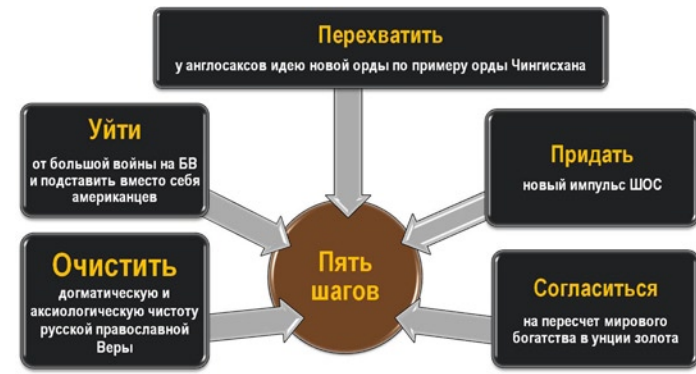 Перехватить
у англосаксов идею новой орды по примеру орды Чингисхана
Уйти
от большой войны на БВ
и подставить вместо себя
американцев
Придать
новый импульс ШОС
Очистить
догматическую и
аксиологическую чистоту
русской православной
Веры
Пять
шагов
Согласиться
на пересчет мирового
богатства в унции золота